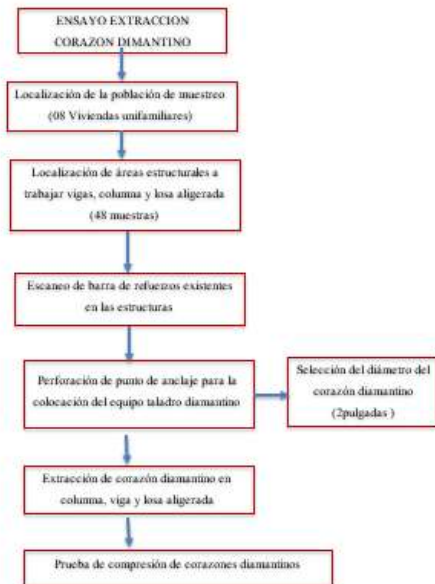 ENSAYO EXTRACCION
CORAZON DIMANTINO
Localización de la población de muestreo
(08 Viviendas unifamiliares)
Localización de áreas estructurales a
trabajar vigas, columna y losa aligerada
(48 muestras)
Escaneo de barra de refuerzos existentes
en las estructuras
Perforación de punto de anclaje para la
colocación del equipo taladro diamantino
Selección del diámetro del
corazón diamantino
(2pulgadas )
Extracción de corazón diamantino en
columna, viga y losa aligerada
Prueba de compresión de corazones diamantinos